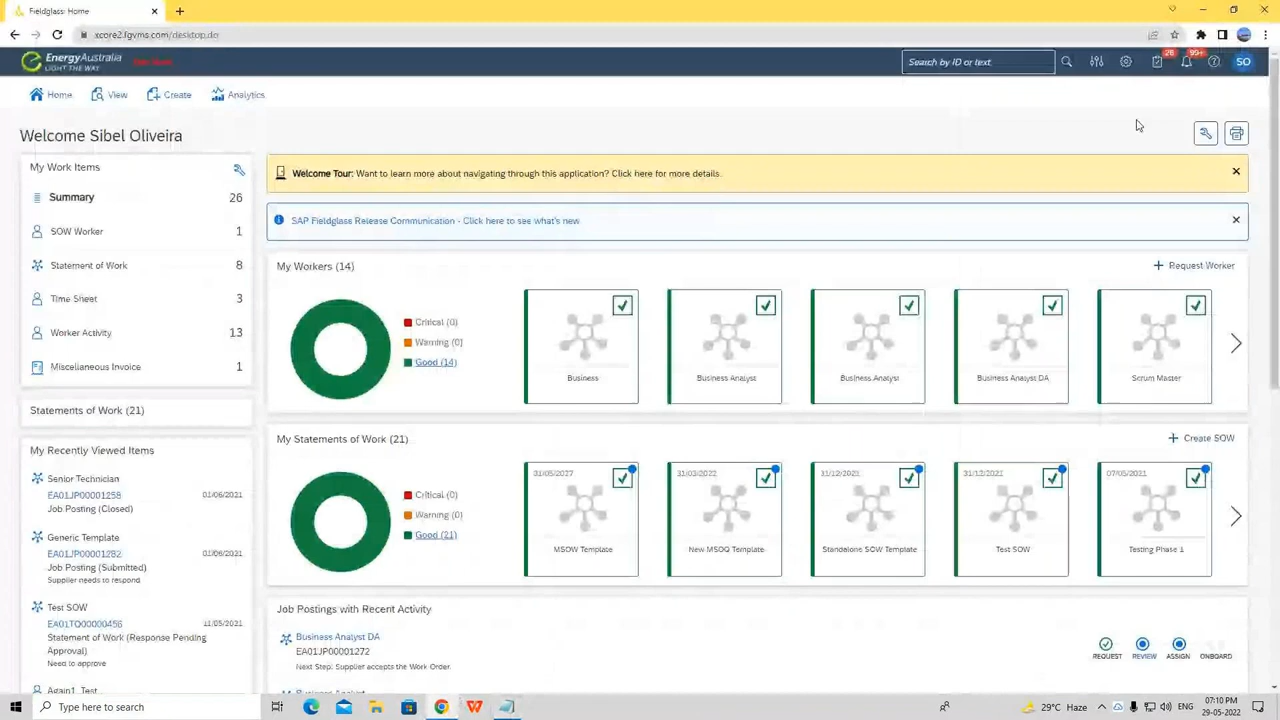 Fieldglass: Home
xcore2.fgvms.com/desktop.do
EnergyAustralia
LIGHT THE WAY
Search by ID or text
28
99+
SO
Home
View
Create
Analytics
Welcome Sibel Oliveira
My Work Items
Summary 26
SOW Worker 1
Statement of Work 8
Time Sheet 3
Worker Activity 13
Miscellaneous Invoice 1
Statements of Work (21)
My Recently Viewed Items
Senior Technician
EA01JP00001258 01/06/2021
Job Posting (Closed)
Generic Template
EA01JP00001282 01/06/2021
Job Posting (Submitted)
Supplier needs to respond
Test SOW
EA01TQ00000456 11/05/2021
Statement of Work (Response Pending
Approval)
Need to approve
Again1, Test
Welcome Tour: Want to learn more about navigating through this application? Click here for more details.
SAP Fieldglass Release Communication - Click here to see what's new
My Workers (14)
Request Worker
Critical (0)
Warning (0)
Good (14)
Business
Business Analyst
Business Analyst
Business Analyst DA
Scrum Master
My Statements of Work (21)
Create SOW
Critical (0)
Warning (0)
Good (21)
31/05/2027
31/03/2022
31/12/2021
31/12/2021
07/05/2021
MSOW Template
New MSOQ Template
Standalone SOW Template
Test SOW
Testing Phase 1
Job Postings with Recent Activity
Business Analyst DA
EA01JP00001272
Next Step: Supplier accepts the Work Order.
REQUEST
REVIEW
ASSIGN
ONBOARD
Business Analyst
Type here to search
29°C Haze
ENG
07:10 PM
29-05-2022